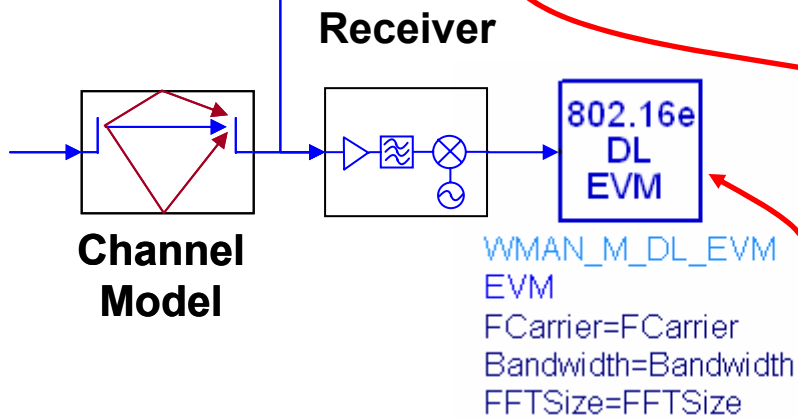 Receiver
802.16e
DL
EVM
Channel
Model
WMAN_M_DL_EVM
EVM
FCarrier=FCarrier
Bandwidth=Bandwidth
FFTSize=FFTSize